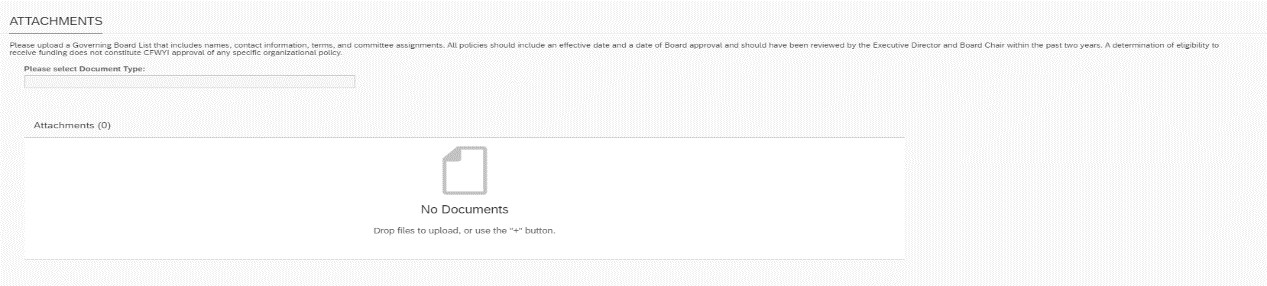 ATTACHMENTS
Please upload a Governing Board List that includes names, contact information, terms, and committee assignments. All policies should include an effective date and a date of Board approval and should have been reviewed by the Executive Director and Board Chair within the past two years. A determination of eligibility to
receive funding does not constitute CFWYI approval of any specific organizational policy.
Please select Document Type:
Attachments (0)
No Documents
Drop files to upload, or use the "+" button.